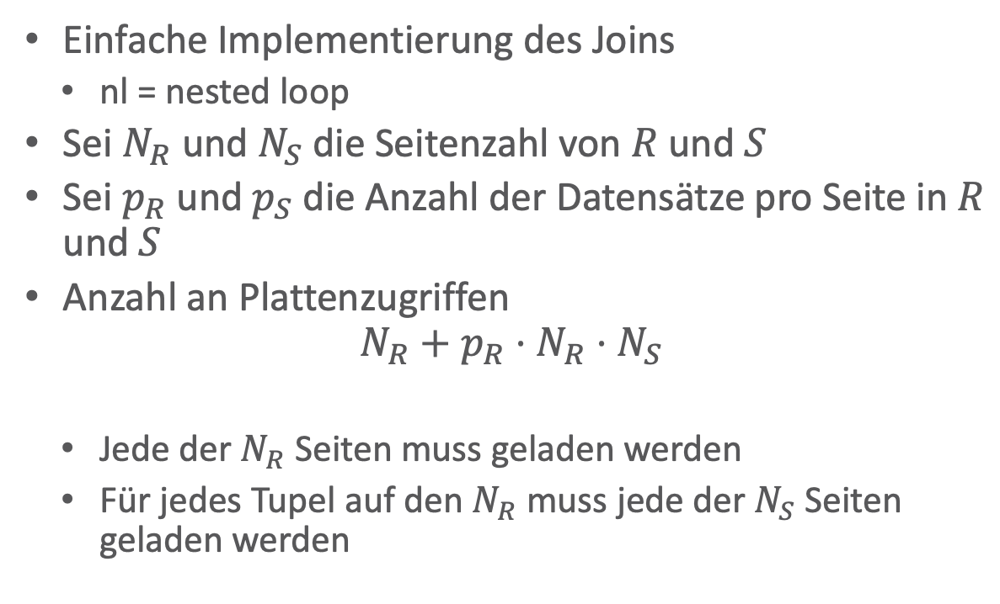 • Einfache Implementierung des Joins
• nl = nested loop
• Sei N_R und N_S die Seitenzahl von R und S
• Sei p_R und p_S die Anzahl der Datensätze pro Seite in R
und S
• Anzahl an Plattenzugriffen
N_R + p_R · N_R · N_S
• Jede der N_R Seiten muss geladen werden
• Für jedes Tupel auf den N_R muss jede der N_S Seiten
geladen werden